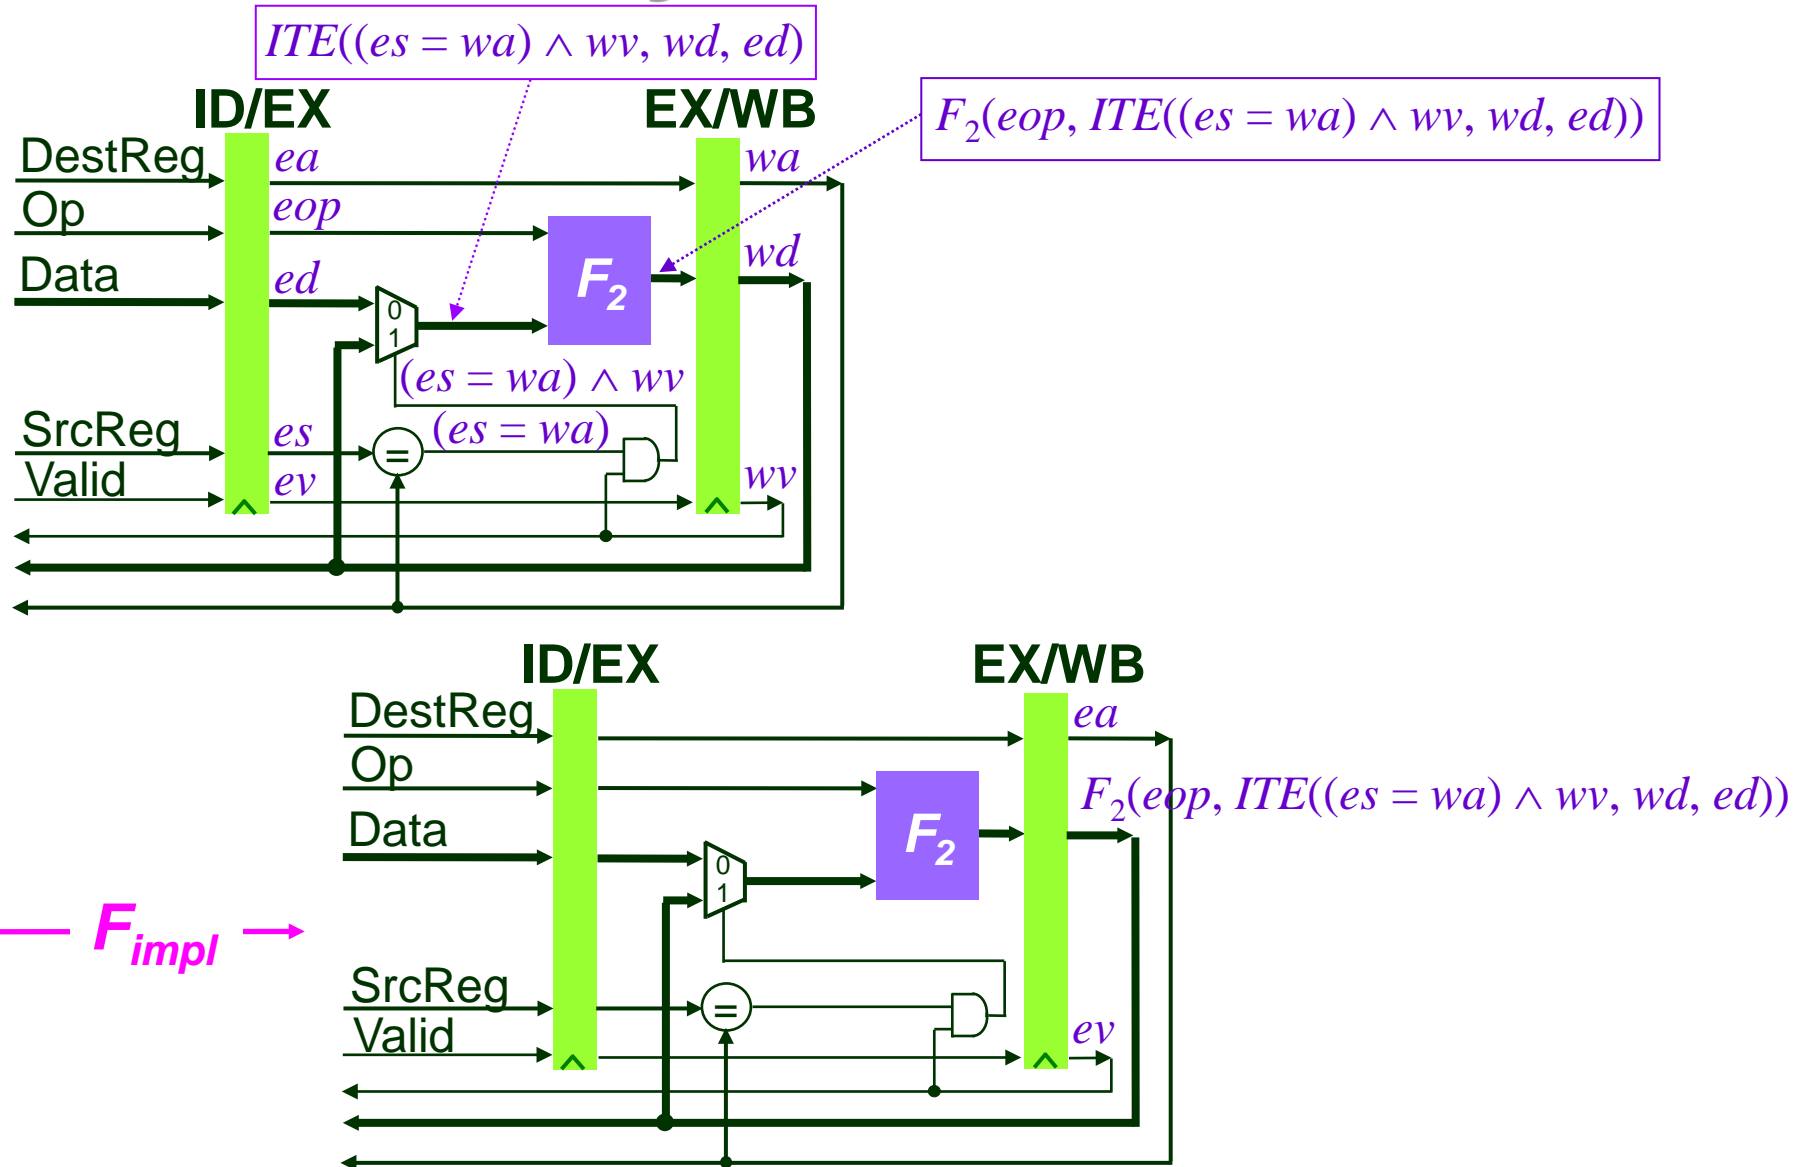 ITE((es = wa) ∧ wv, wd, ed)
F₂(eop, ITE((es = wa) ∧ wv, wd, ed))
ID/EX EX/WB
DestReg ea wa
Op eop
Data ed F₂ wd
0
1
(es = wa) ∧ wv
SrcReg es = (es = wa)
Valid ev wv
ID/EX EX/WB
DestReg ea
Op
F₂(eop, ITE((es = wa) ∧ wv, wd, ed))
Data F₂
0
1
F_impl
SrcReg =
Valid ev